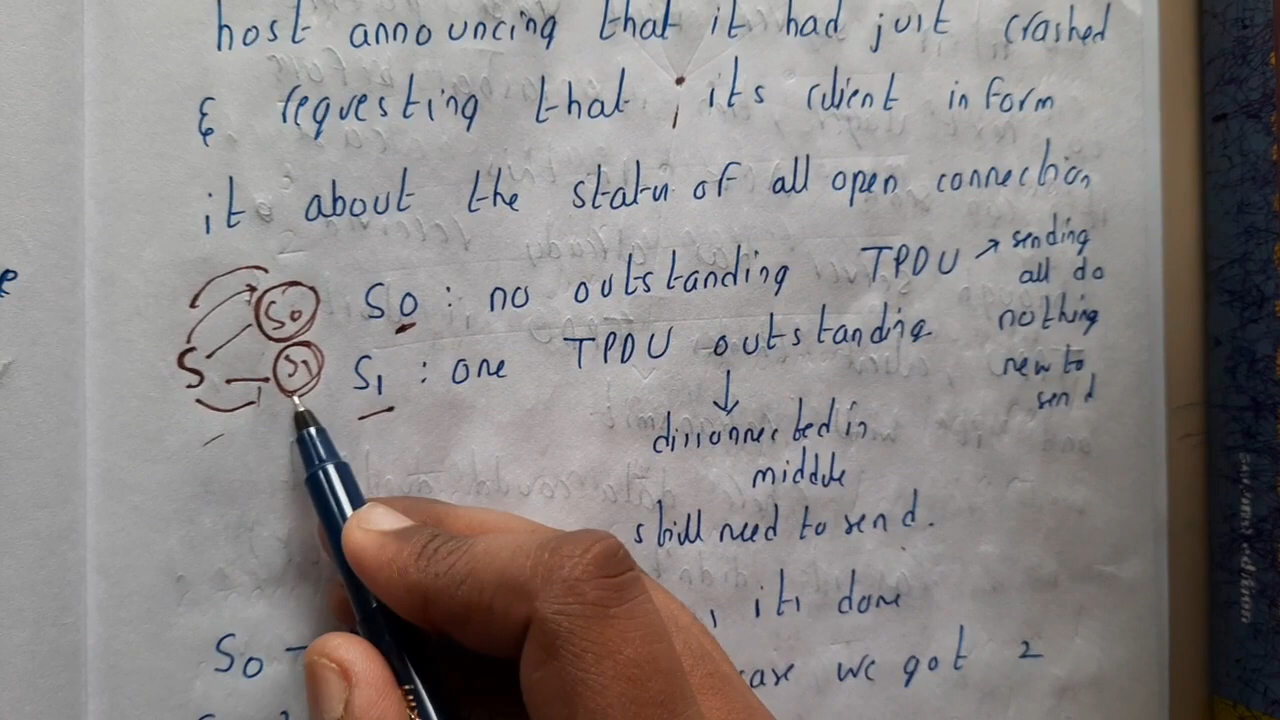 host announcing that it had just crashed
& requesting that its client inform
it about the status of all open connection
S0 S0 : no outstanding TPDU → sending
all do
nothing
new to
send
S S1 S1 : one TPDU outstanding
↓
disconnected in
middle
still need to send.
, its done
S0 – we got 2